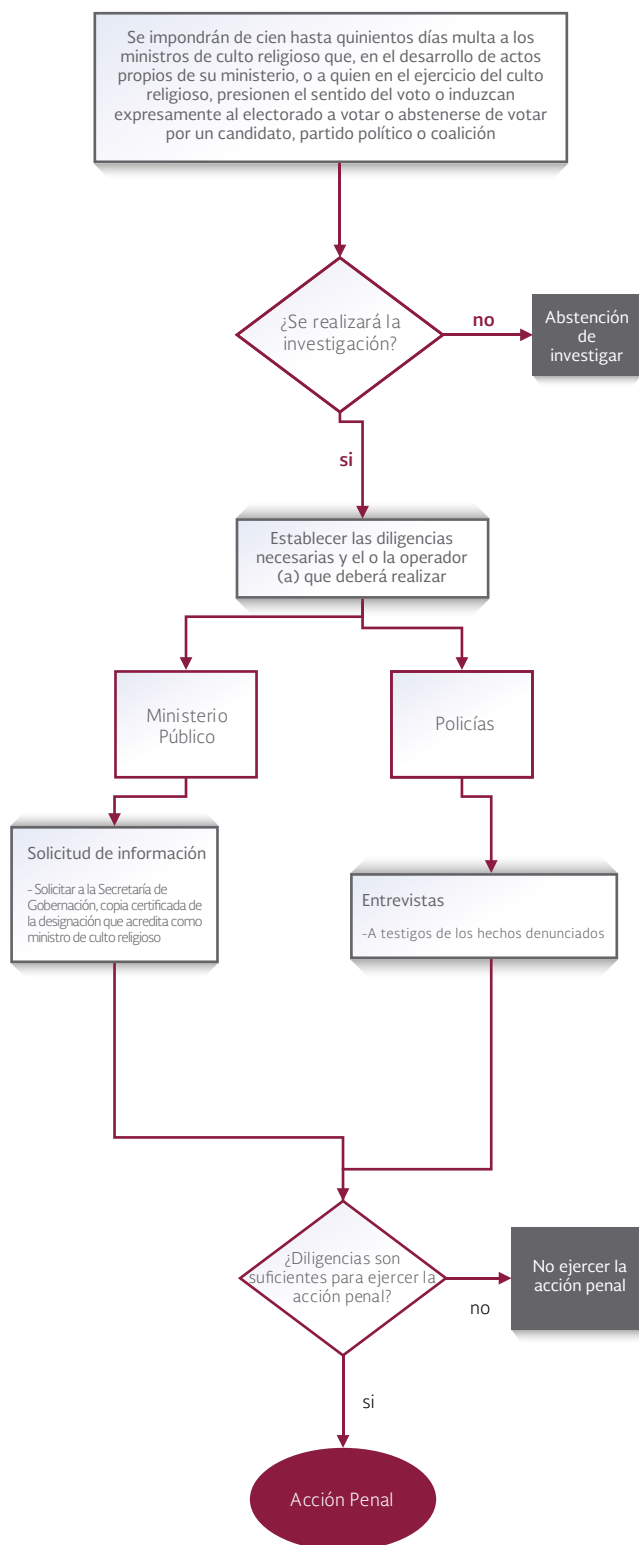 Se impondrán de cien hasta quinientos días multa a los
ministros de culto religioso que, en el desarrollo de actos
propios de su ministerio, o a quien en el ejercicio del culto
religioso, presionen el sentido del voto o induzcan
expresamente al electorado a votar o abstenerse de votar
por un candidato, partido político o coalición
¿Se realizará la
investigación?
no
Abstención
de
investigar
si
Establecer las diligencias
necesarias y el o la operador
(a) que deberá realizar
Ministerio
Público
Policías
Solicitud de información
- Solicitar a la Secretaría de
Gobernación, copia certificada de
la designación que acredita como
ministro de culto religioso
Entrevistas
-A testigos de los hechos denunciados
¿Diligencias son
suficientes para ejercer la
acción penal?
no
No ejercer la
acción penal
si
Acción Penal